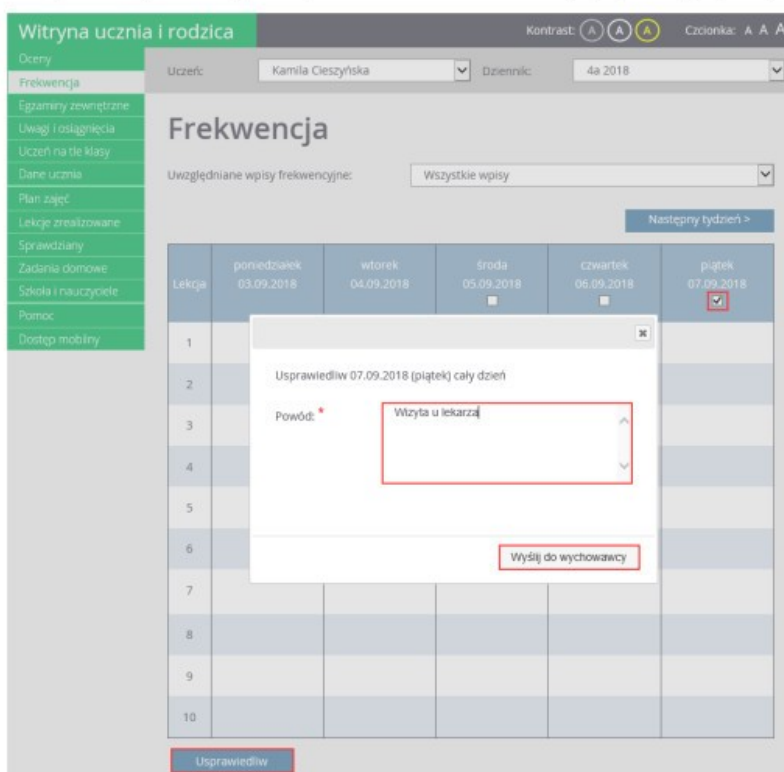 Witryna ucznia i rodzica
Kontrast: A A A
Czcionka: A A A
Oceny
Frekwencja
Egzaminy zewnętrzne
Uwagi i osiągnięcia
Uczeń na tle klasy
Dane ucznia
Plan zajęć
Lekcje zrealizowane
Sprawdziany
Zadania domowe
Szkoła i nauczyciele
Pomoc
Dostęp mobilny
Uczeń: Kamila Cieszyńska
Dziennik: 4a 2018
Frekwencja
Uwzględniane wpisy frekwencyjne: Wszystkie wpisy
Następny tydzień >
Lekcja
poniedziałek
03.09.2018
wtorek
04.09.2018
środa
05.09.2018
czwartek
06.09.2018
piątek
07.09.2018
1
2
3
4
5
6
7
8
9
10
Usprawiedliw 07.09.2018 (piątek) cały dzień
Powód: * Wizyta u lekarza
Wyślij do wychowawcy
Usprawiedliw